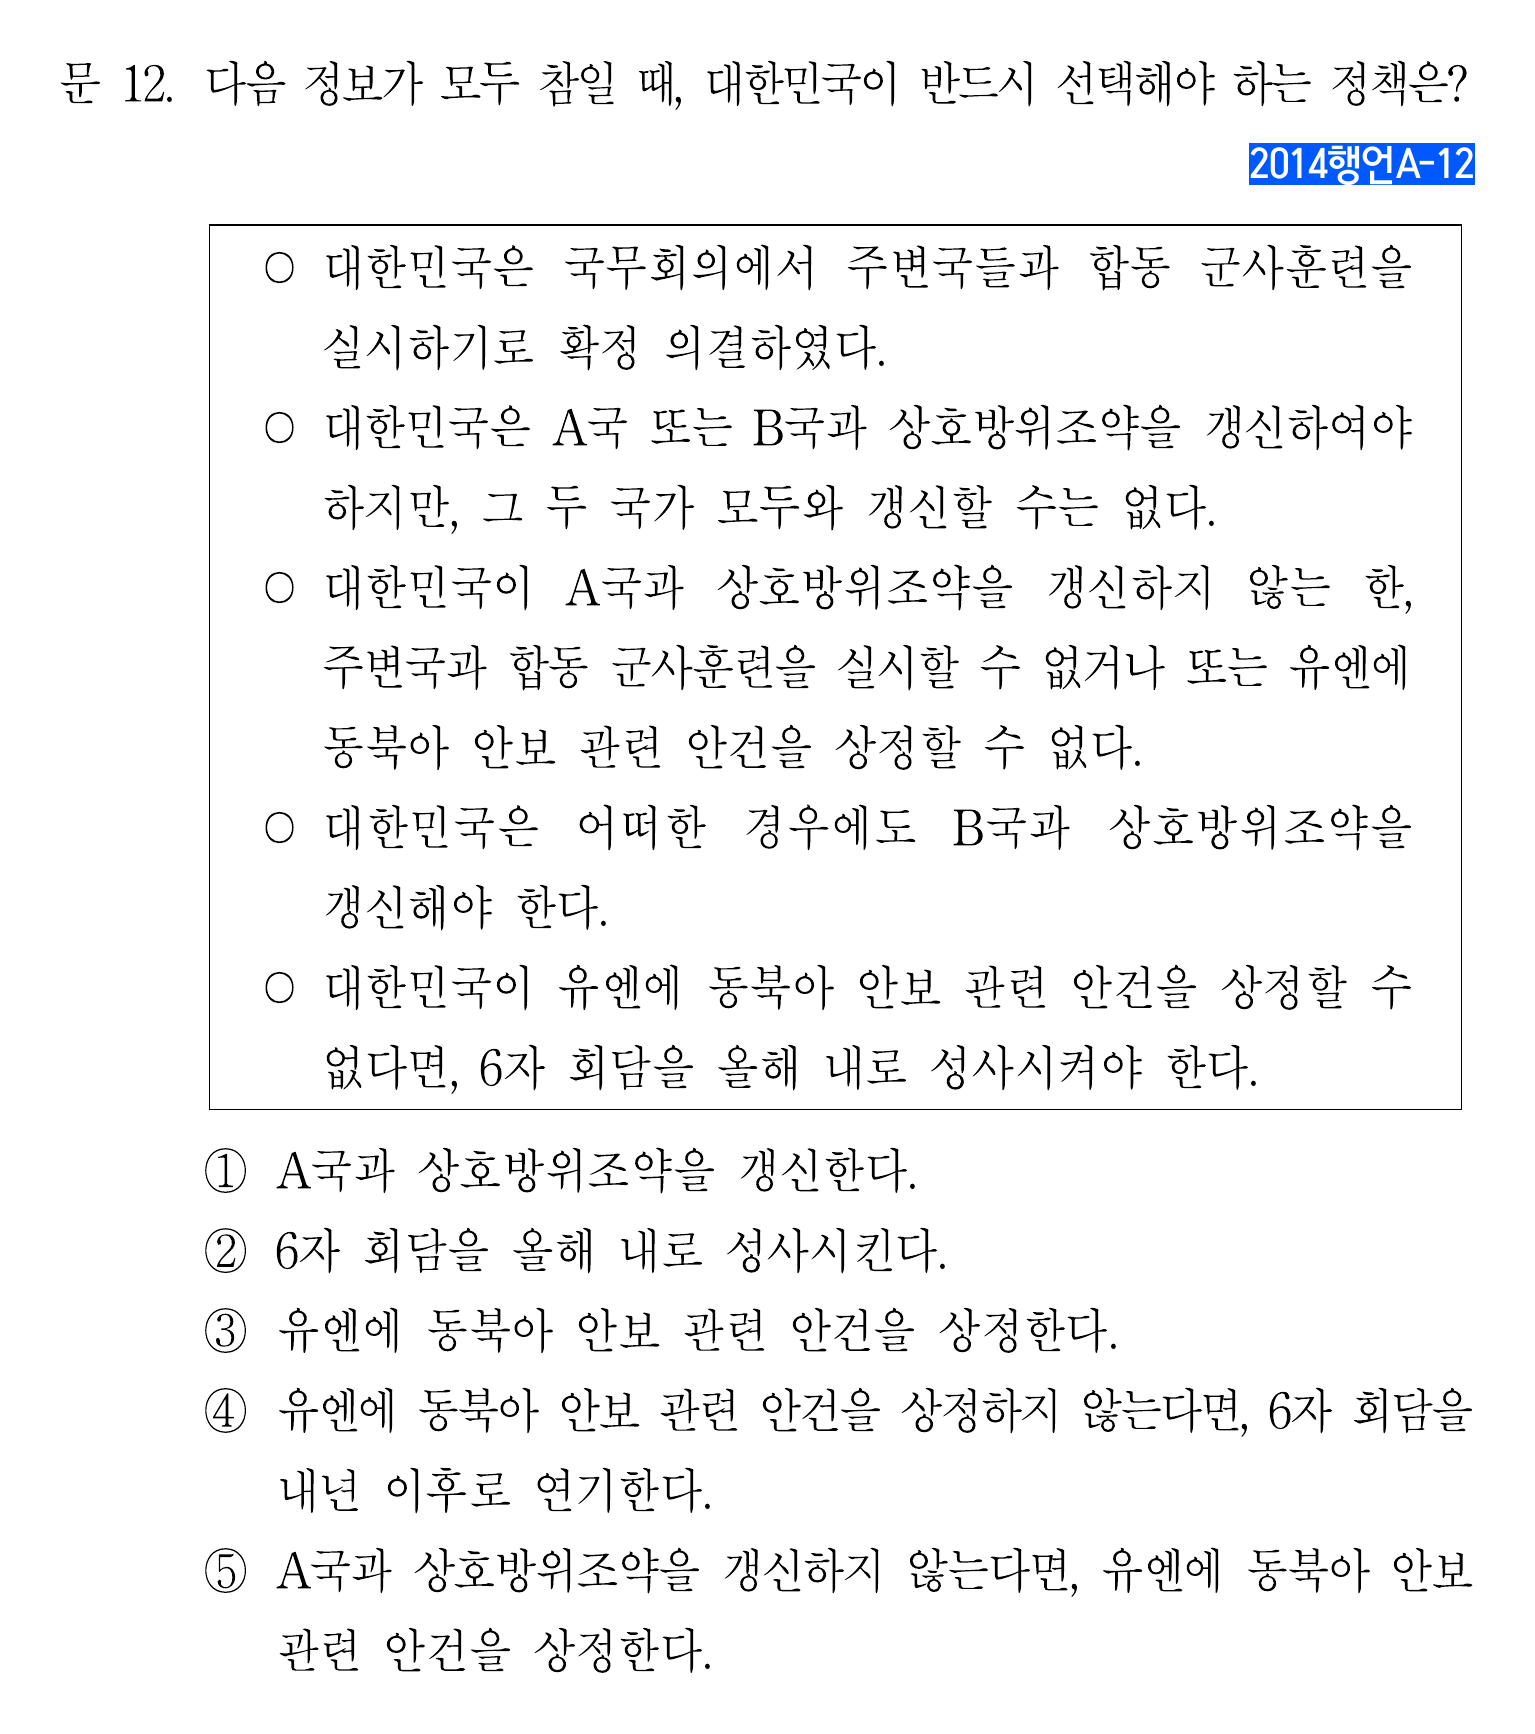 문 12. 다음 정보가 모두 참일 때, 대한민국이 반드시 선택해야 하는 정책은?
2014행언A-12
○ 대한민국은 국무회의에서 주변국들과 합동 군사훈련을
실시하기로 확정 의결하였다.
○ 대한민국은 A국 또는 B국과 상호방위조약을 갱신하여야
하지만, 그 두 국가 모두와 갱신할 수는 없다.
○ 대한민국이 A국과 상호방위조약을 갱신하지 않는 한,
주변국과 합동 군사훈련을 실시할 수 없거나 또는 유엔에
동북아 안보 관련 안건을 상정할 수 없다.
○ 대한민국은 어떠한 경우에도 B국과 상호방위조약을
갱신해야 한다.
○ 대한민국이 유엔에 동북아 안보 관련 안건을 상정할 수
없다면, 6자 회담을 올해 내로 성사시켜야 한다.
① A국과 상호방위조약을 갱신한다.
② 6자 회담을 올해 내로 성사시킨다.
③ 유엔에 동북아 안보 관련 안건을 상정한다.
④ 유엔에 동북아 안보 관련 안건을 상정하지 않는다면, 6자 회담을
내년 이후로 연기한다.
⑤ A국과 상호방위조약을 갱신하지 않는다면, 유엔에 동북아 안보
관련 안건을 상정한다.